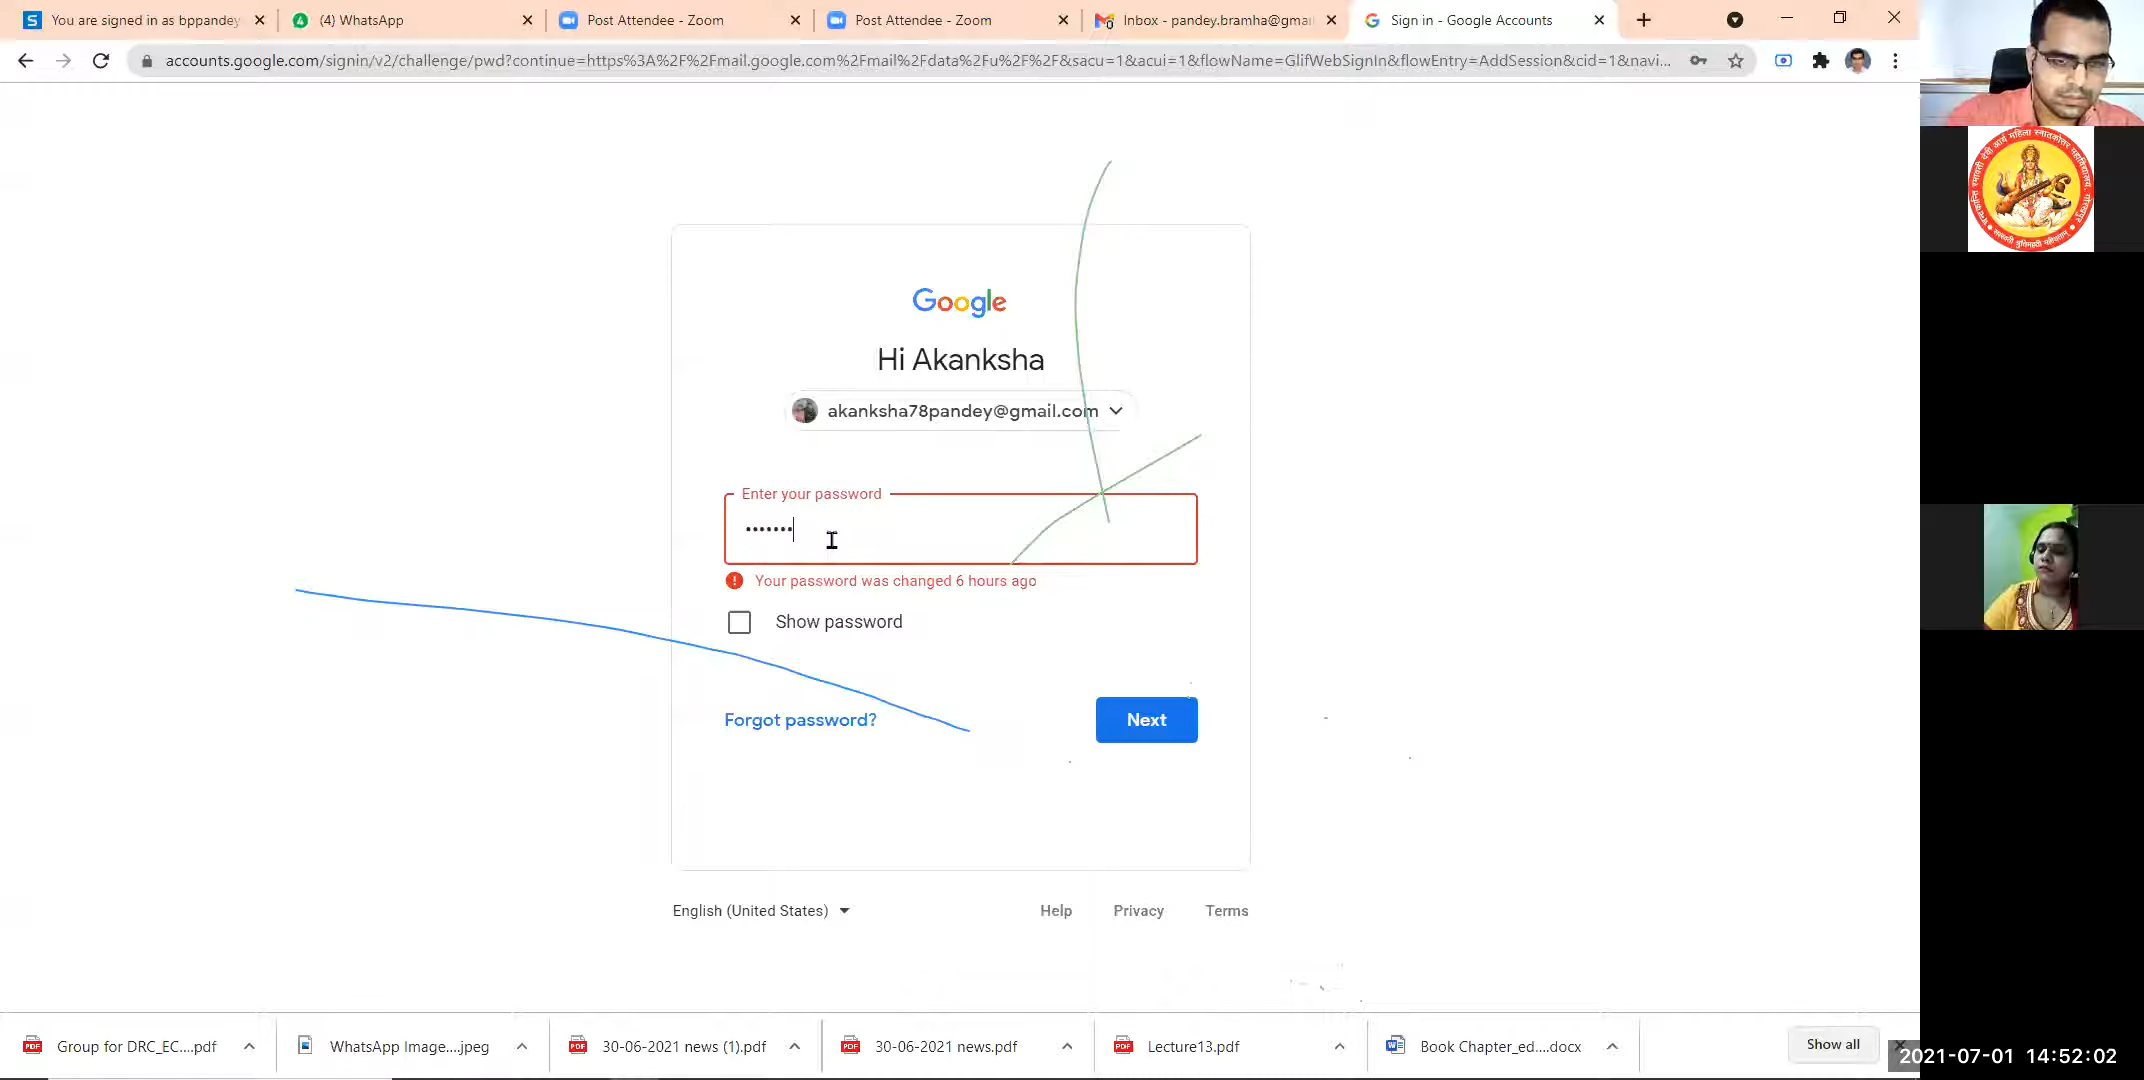 You are signed in as bppandey
(4) WhatsApp
Post Attendee - Zoom
Post Attendee - Zoom
Inbox - pandey.bramha@gmai
Sign in - Google Accounts
accounts.google.com/signin/v2/challenge/pwd?continue=https%3A%2F%2Fmail.google.com%2Fmail%2Fdata%2Fu%2F%2F&sacu=1&acui=1&flowName=GlifWebSignIn&flowEntry=AddSession&cid=1&navi...
Google
Hi Akanksha
akanksha78pandey@gmail.com
Enter your password
•••••••
Your password was changed 6 hours ago
Show password
Forgot password?
Next
English (United States)
Help
Privacy
Terms
Group for DRC_EC....pdf
WhatsApp Image....jpeg
30-06-2021 news (1).pdf
30-06-2021 news.pdf
Lecture13.pdf
Book Chapter_ed....docx
Show all
2021-07-01 14:52:02